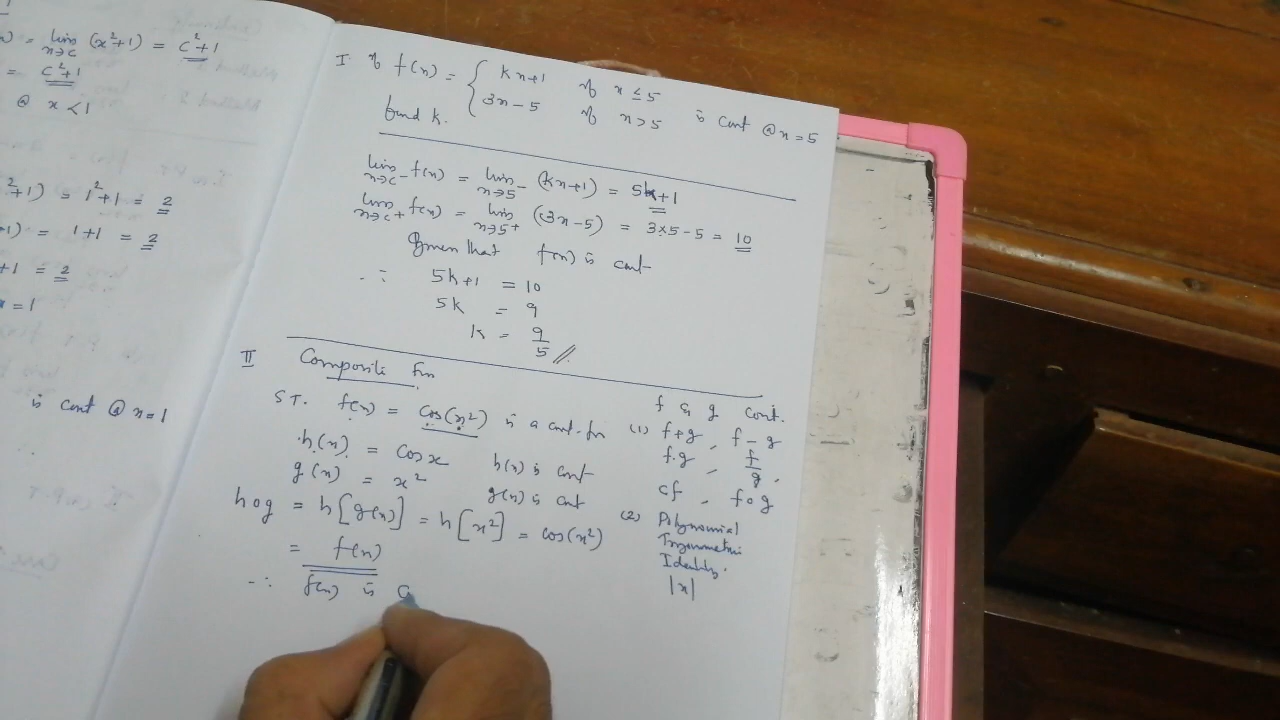 ) = lim (x²+1) = c²+1
x→c
= c²+1
@ x < 1
²+1) = 1²+1 = 2
+1) = 1+1 = 2
+1 = 2
x = 1
is cont @ x=1
I If f(x) = { kx+1 if x ≤ 5
3x-5 if x>5 is cont @ x=5
find k.
lim f(x) = lim (kx+1) = 5k+1
x→c- x→5-
lim f(x) = lim (3x-5) = 3×5-5 = 10
x→c+ x→5+
Given that f(x) is cont
∴ 5k+1 = 10
5k = 9
k = 9/5 //
II Composite fn
S T. f(x) = cos(x²) is a cont. fn
h(x) = cos x h(x) is cont
g(x) = x² g(x) is cont
hog = h[g(x)] = h[x²] = cos(x²)
= f(x)
∴ f(x) is a
f & g cont.
(1) f+g, f-g
f.g, f/g,
cf, fog
(2) Polynomial
Trignometric
Identity.
|x|